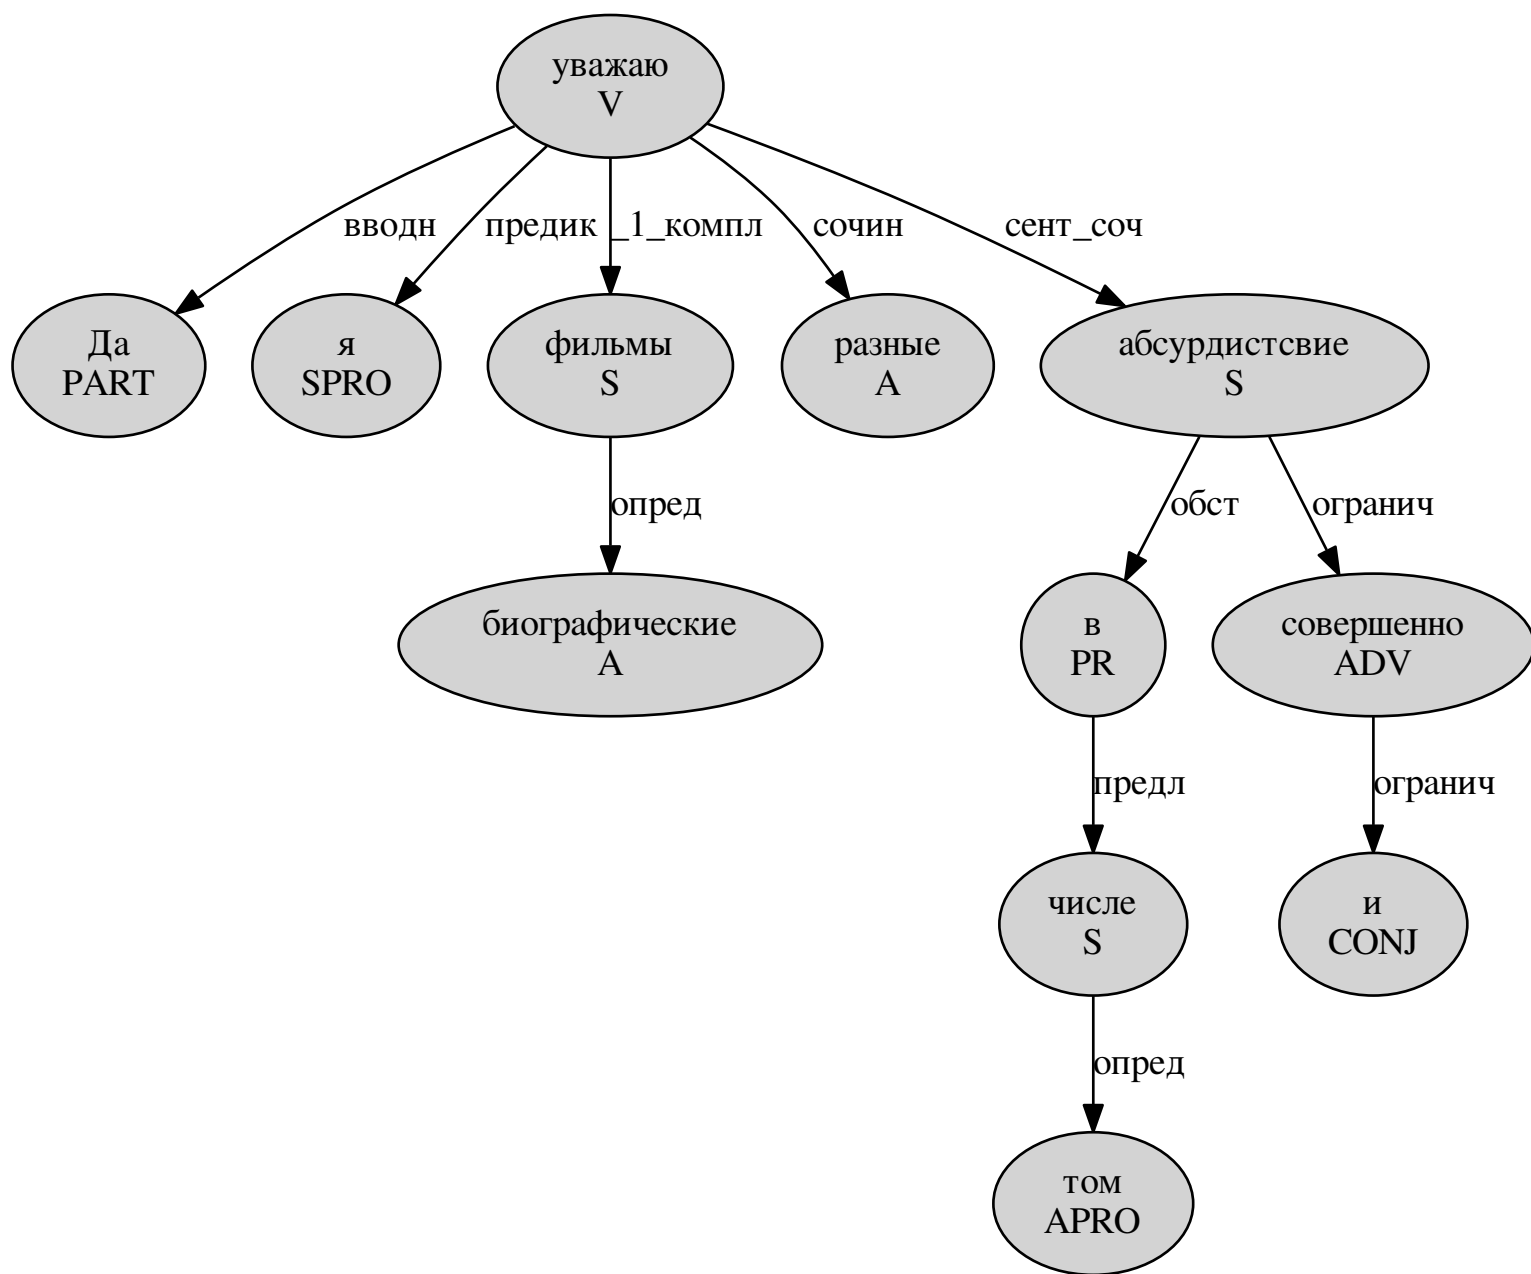 уважаю
V
вводн
предик
_1_компл
сочин
сент_соч
Да
PART
я
SPRO
фильмы
S
разные
A
абсурдистсвие
S
опред
обст
огранич
биографические
A
в
PR
совершенно
ADV
предл
огранич
числе
S
и
CONJ
опред
том
APRO